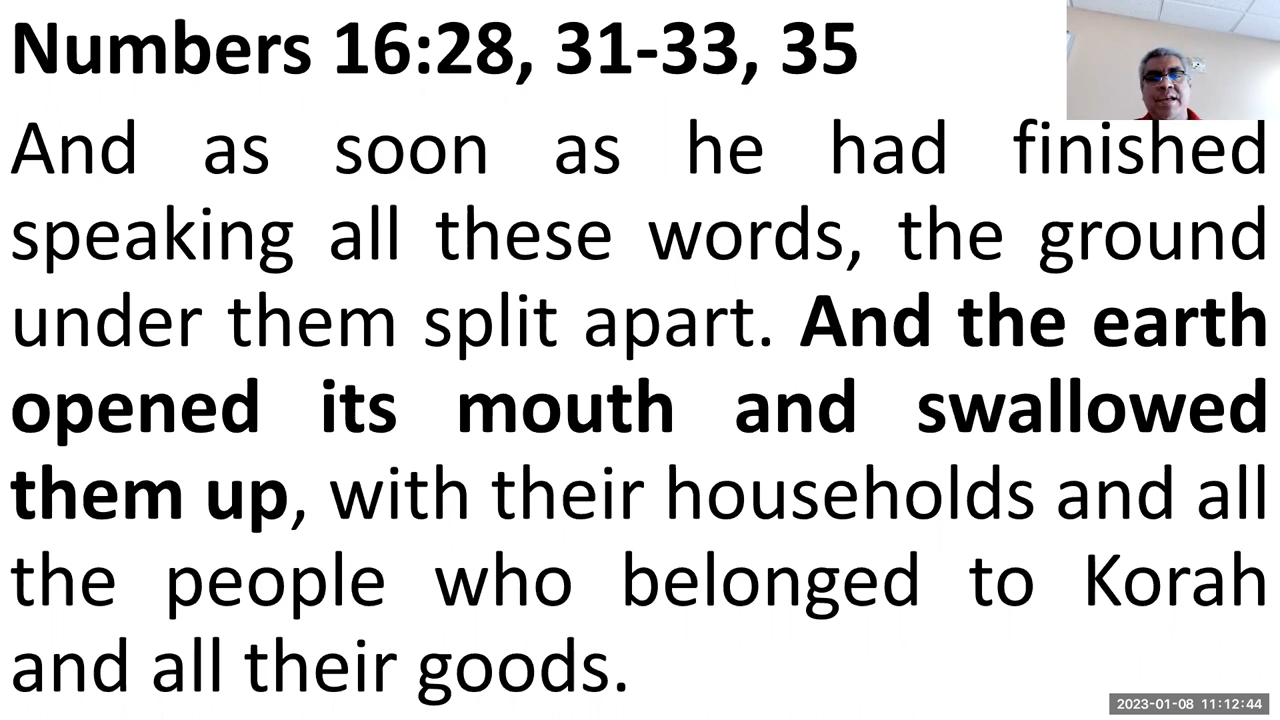 Numbers 16:28, 31-33, 35
And as soon as he had finished
speaking all these words, the ground
under them split apart. And the earth
opened its mouth and swallowed
them up, with their households and all
the people who belonged to Korah
and all their goods.
2023-01-08 11:12:44